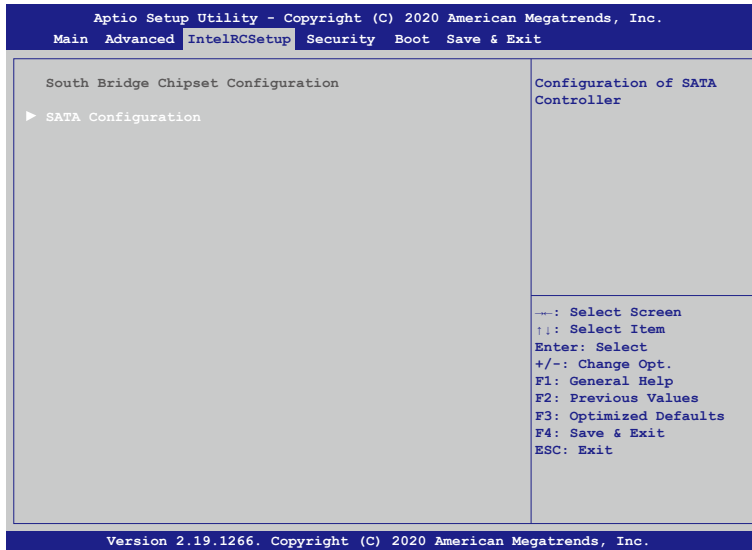 Aptio Setup Utility - Copyright (C) 2020 American Megatrends, Inc.
Main Advanced IntelRCSetup Security Boot Save & Exit
South Bridge Chipset Configuration
► SATA Configuration
Configuration of SATA
Controller
→←: Select Screen
↑↓: Select Item
Enter: Select
+/-: Change Opt.
F1: General Help
F2: Previous Values
F3: Optimized Defaults
F4: Save & Exit
ESC: Exit
Version 2.19.1266. Copyright (C) 2020 American Megatrends, Inc.